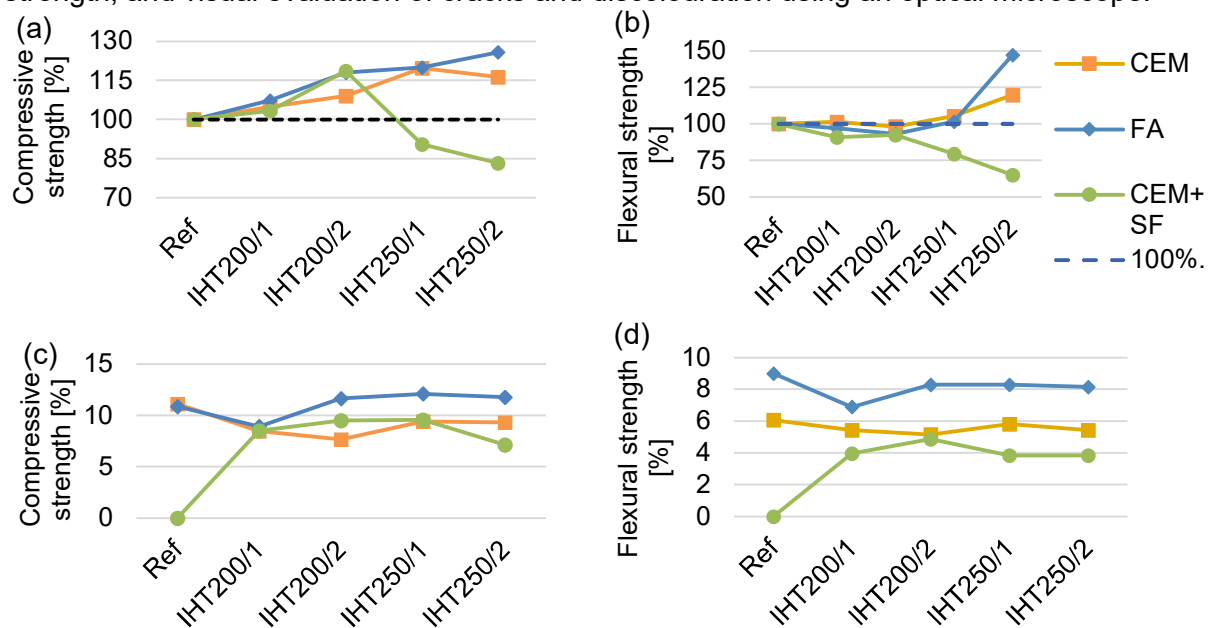 strength, and visual evaluation of cracks and discolouration using an optical microscope.
(a)
Compressive
strength [%]
130
115
100
85
70
Ref
IHT200/1
IHT200/2
IHT250/1
IHT250/2
(b)
Flexural strength
[%]
150
125
100
75
50
Ref
IHT200/1
IHT200/2
IHT250/1
IHT250/2
CEM
FA
CEM+
SF
100%.
(c)
Compressive
strength [%]
15
10
5
0
Ref
IHT200/1
IHT200/2
IHT250/1
IHT250/2
(d)
Flexural strength
[%]
10
8
6
4
2
0
Ref
IHT200/1
IHT200/2
IHT250/1
IHT250/2